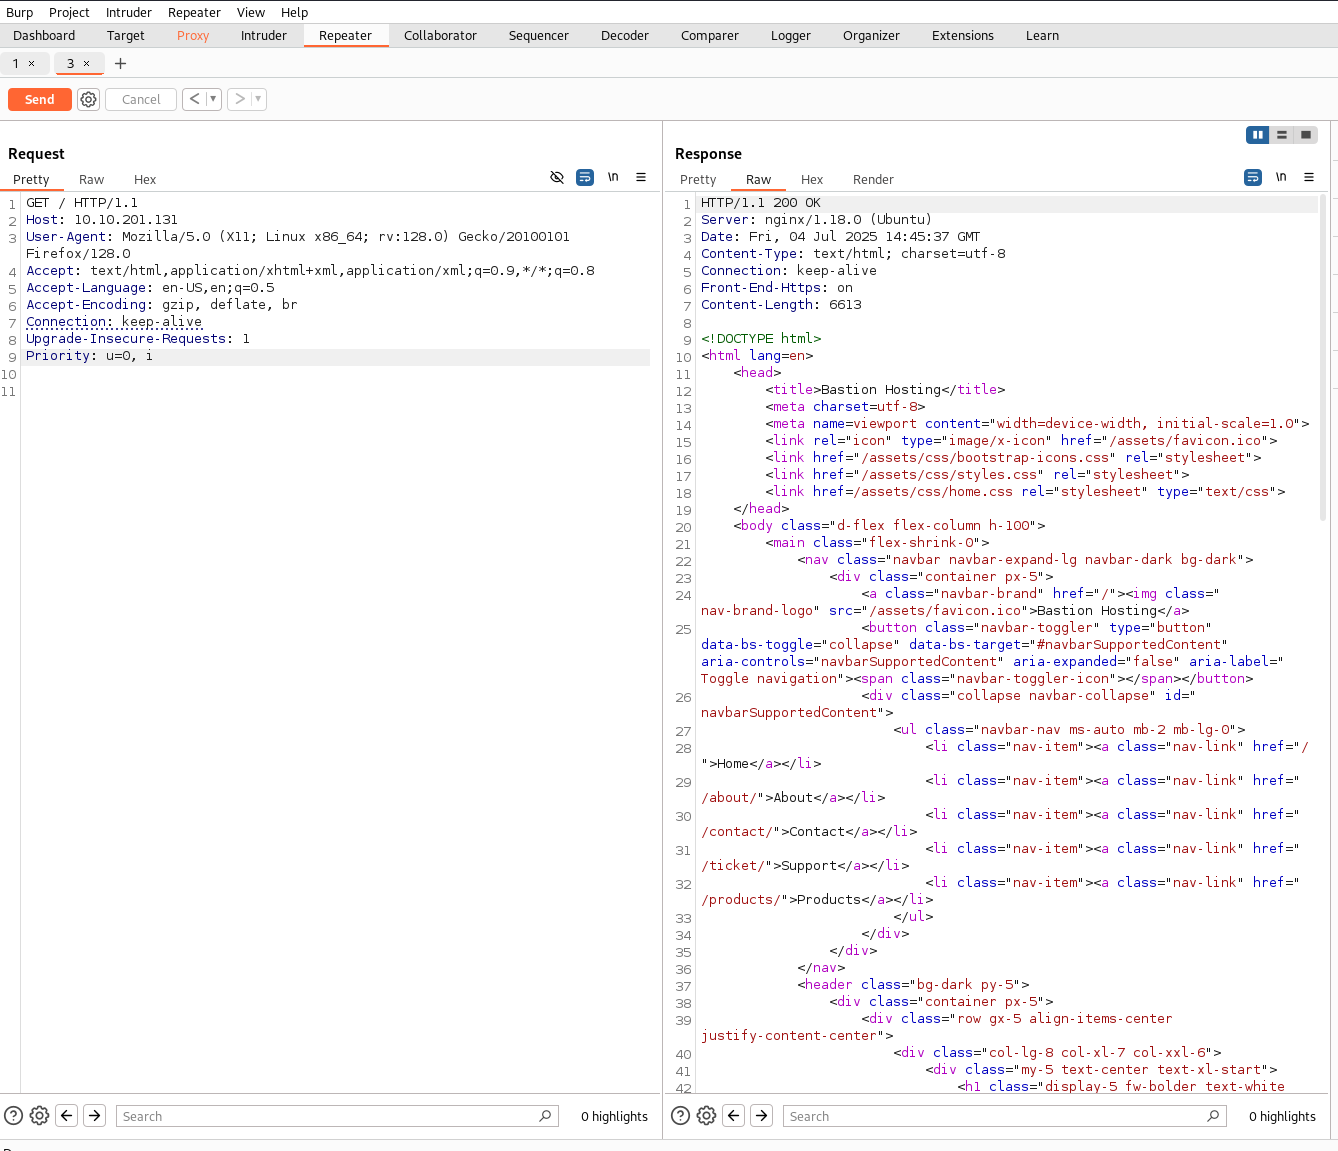 Burp Project Intruder Repeater View Help
Dashboard Target Proxy Intruder Repeater Collaborator Sequencer Decoder Comparer Logger Organizer Extensions Learn
1 × 3 × +
Send Cancel < ▼ > ▼
Request
Pretty Raw Hex \n ≡
1 GET / HTTP/1.1
2 Host: 10.10.201.131
3 User-Agent: Mozilla/5.0 (X11; Linux x86_64; rv:128.0) Gecko/20100101
Firefox/128.0
4 Accept: text/html,application/xhtml+xml,application/xml;q=0.9,*/*;q=0.8
5 Accept-Language: en-US,en;q=0.5
6 Accept-Encoding: gzip, deflate, br
7 Connection: keep-alive
8 Upgrade-Insecure-Requests: 1
9 Priority: u=0, i
10
11
? Search 0 highlights
Response
Pretty Raw Hex Render \n ≡
1 HTTP/1.1 200 OK
2 Server: nginx/1.18.0 (Ubuntu)
3 Date: Fri, 04 Jul 2025 14:45:37 GMT
4 Content-Type: text/html; charset=utf-8
5 Connection: keep-alive
6 Front-End-Https: on
7 Content-Length: 6613
8
9 <!DOCTYPE html>
10 <html lang=en>
11 <head>
12 <title>Bastion Hosting</title>
13 <meta charset=utf-8>
14 <meta name=viewport content="width=device-width, initial-scale=1.0">
15 <link rel="icon" type="image/x-icon" href="/assets/favicon.ico">
16 <link href="/assets/css/bootstrap-icons.css" rel="stylesheet">
17 <link href="/assets/css/styles.css" rel="stylesheet">
18 <link href=/assets/css/home.css rel="stylesheet" type="text/css">
19 </head>
20 <body class="d-flex flex-column h-100">
21 <main class="flex-shrink-0">
22 <nav class="navbar navbar-expand-lg navbar-dark bg-dark">
23 <div class="container px-5">
24 <a class="navbar-brand" href="/"><img class="
nav-brand-logo" src="/assets/favicon.ico">Bastion Hosting</a>
25 <button class="navbar-toggler" type="button"
data-bs-toggle="collapse" data-bs-target="#navbarSupportedContent"
aria-controls="navbarSupportedContent" aria-expanded="false" aria-label="
Toggle navigation"><span class="navbar-toggler-icon"></span></button>
26 <div class="collapse navbar-collapse" id="
navbarSupportedContent">
27 <ul class="navbar-nav ms-auto mb-2 mb-lg-0">
28 <li class="nav-item"><a class="nav-link" href="/
">Home</a></li>
29 <li class="nav-item"><a class="nav-link" href="
/about/">About</a></li>
30 <li class="nav-item"><a class="nav-link" href="
/contact/">Contact</a></li>
31 <li class="nav-item"><a class="nav-link" href="
/ticket/">Support</a></li>
32 <li class="nav-item"><a class="nav-link" href="
/products/">Products</a></li>
33 </ul>
34 </div>
35 </div>
36 </nav>
37 <header class="bg-dark py-5">
38 <div class="container px-5">
39 <div class="row gx-5 align-items-center
justify-content-center">
40 <div class="col-lg-8 col-xl-7 col-xxl-6">
41 <div class="my-5 text-center text-xl-start">
42 <h1 class="display-5 fw-bolder text-white
? Search 0 highlights